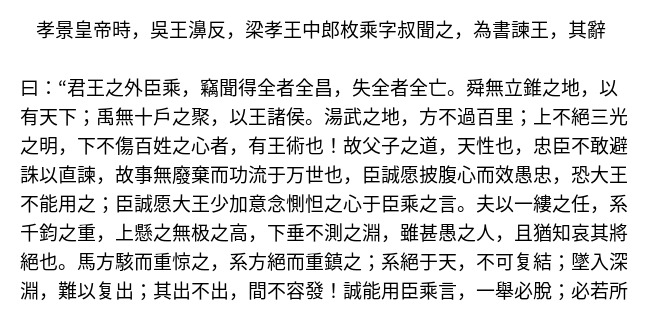 孝景皇帝時，吳王濞反，梁孝王中郎枚乘字叔聞之，為書諫王，其辭
曰：“君王之外臣乘，竊聞得全者全昌，失全者全亡。舜無立錐之地，以
有天下；禹無十戶之聚，以王諸侯。湯武之地，方不過百里；上不絕三光
之明，下不傷百姓之心者，有王術也！故父子之道，天性也，忠臣不敢避
誅以直諫，故事無廢棄而功流于万世也，臣誠愿披腹心而效愚忠，恐大王
不能用之；臣誠愿大王少加意念惻怛之心于臣乘之言。夫以一縷之任，系
千鈞之重，上懸之無极之高，下垂不測之淵，雖甚愚之人，且猶知哀其將
絕也。馬方駭而重惊之，系方絕而重鎮之；系絕于天，不可复結；墜入深
淵，難以复出；其出不出，間不容發！誠能用臣乘言，一舉必脫；必若所